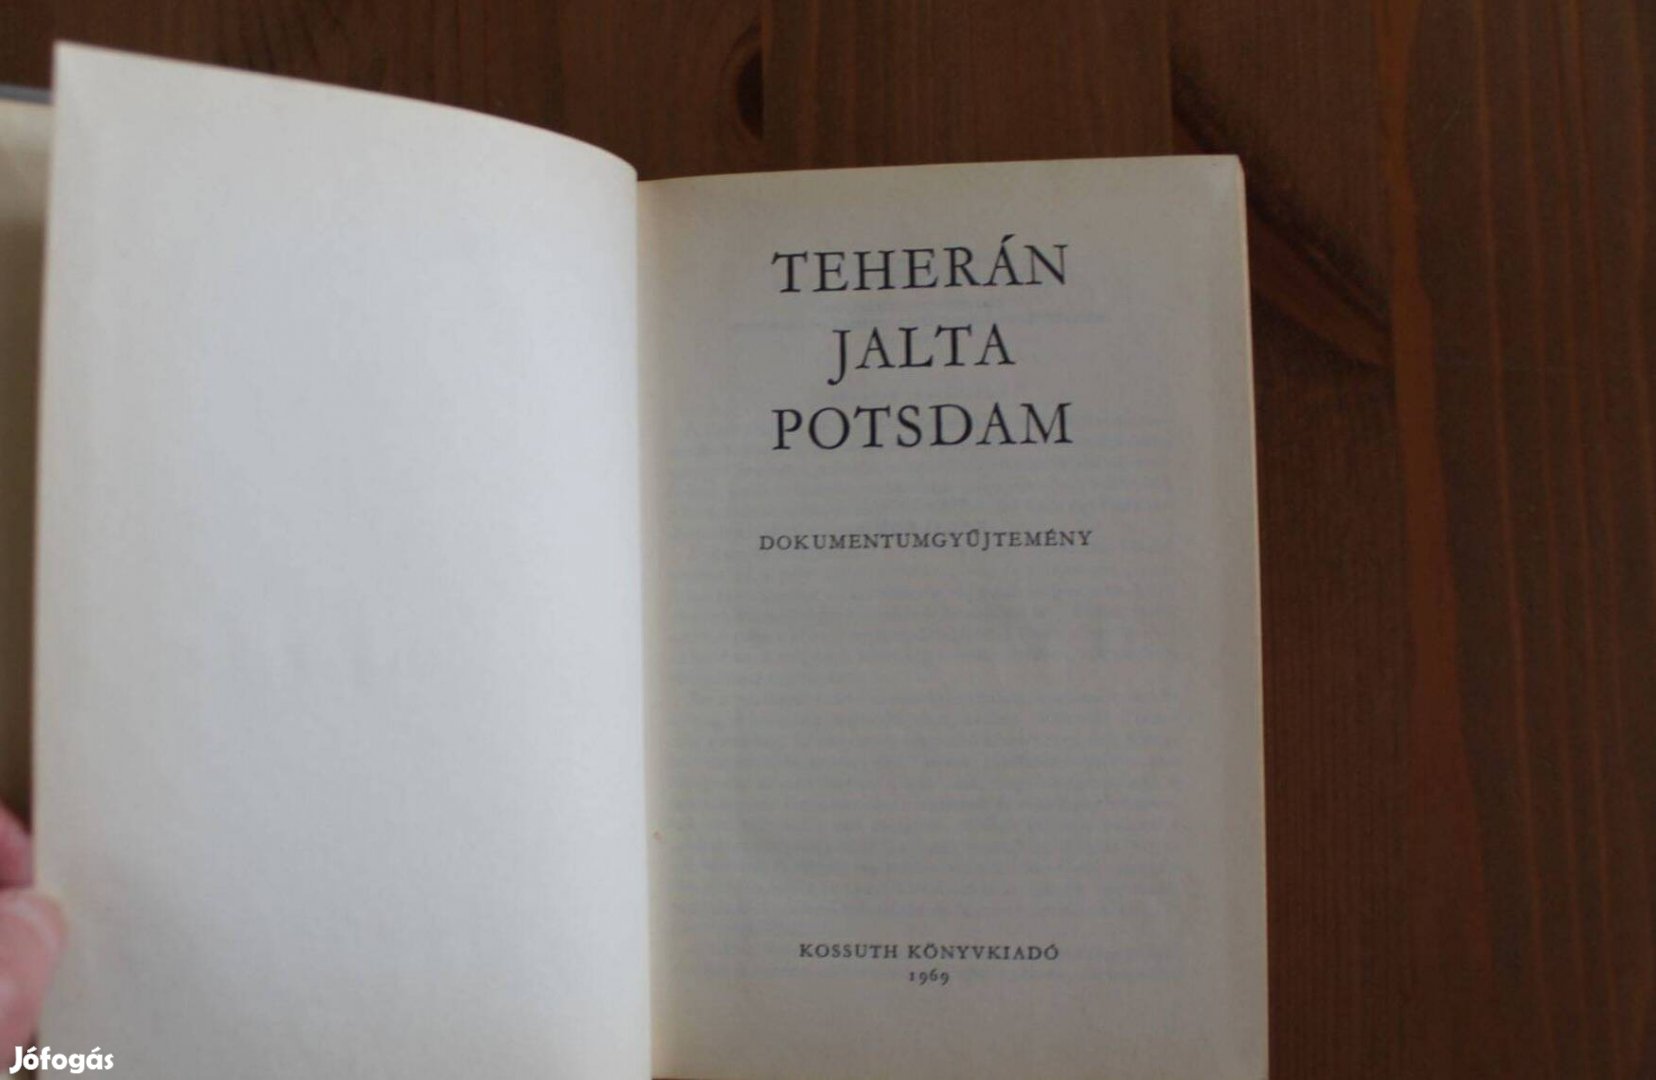 TEHERÁN
JALTA
POTSDAM
DOKUMENTUMGYŰJTEMÉNY
KOSSUTH KÖNYVKIADÓ
1969
Jófogás